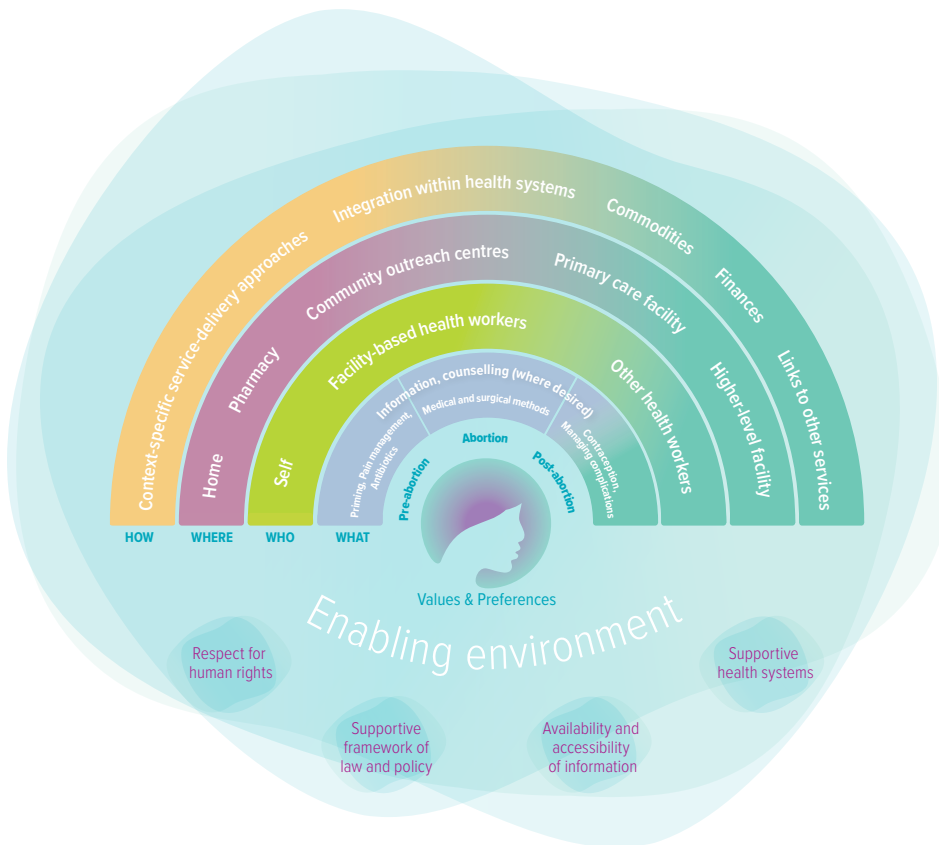 Context-specific service-delivery approaches
Integration within health systems
Commodities
Finances
Links to other services
Home
Pharmacy
Community outreach centres
Primary care facility
Higher-level facility
Self
Facility-based health workers
Other health workers
Information, counselling (where desired)
Priming, Pain management,
Antibiotics
Medical and surgical methods
Contraception,
Managing complications
Pre-abortion
Abortion
Post-abortion
HOW
WHERE
WHO
WHAT
Values & Preferences
Enabling environment
Respect for
human rights
Supportive
framework of
law and policy
Availability and
accessibility
of information
Supportive
health systems